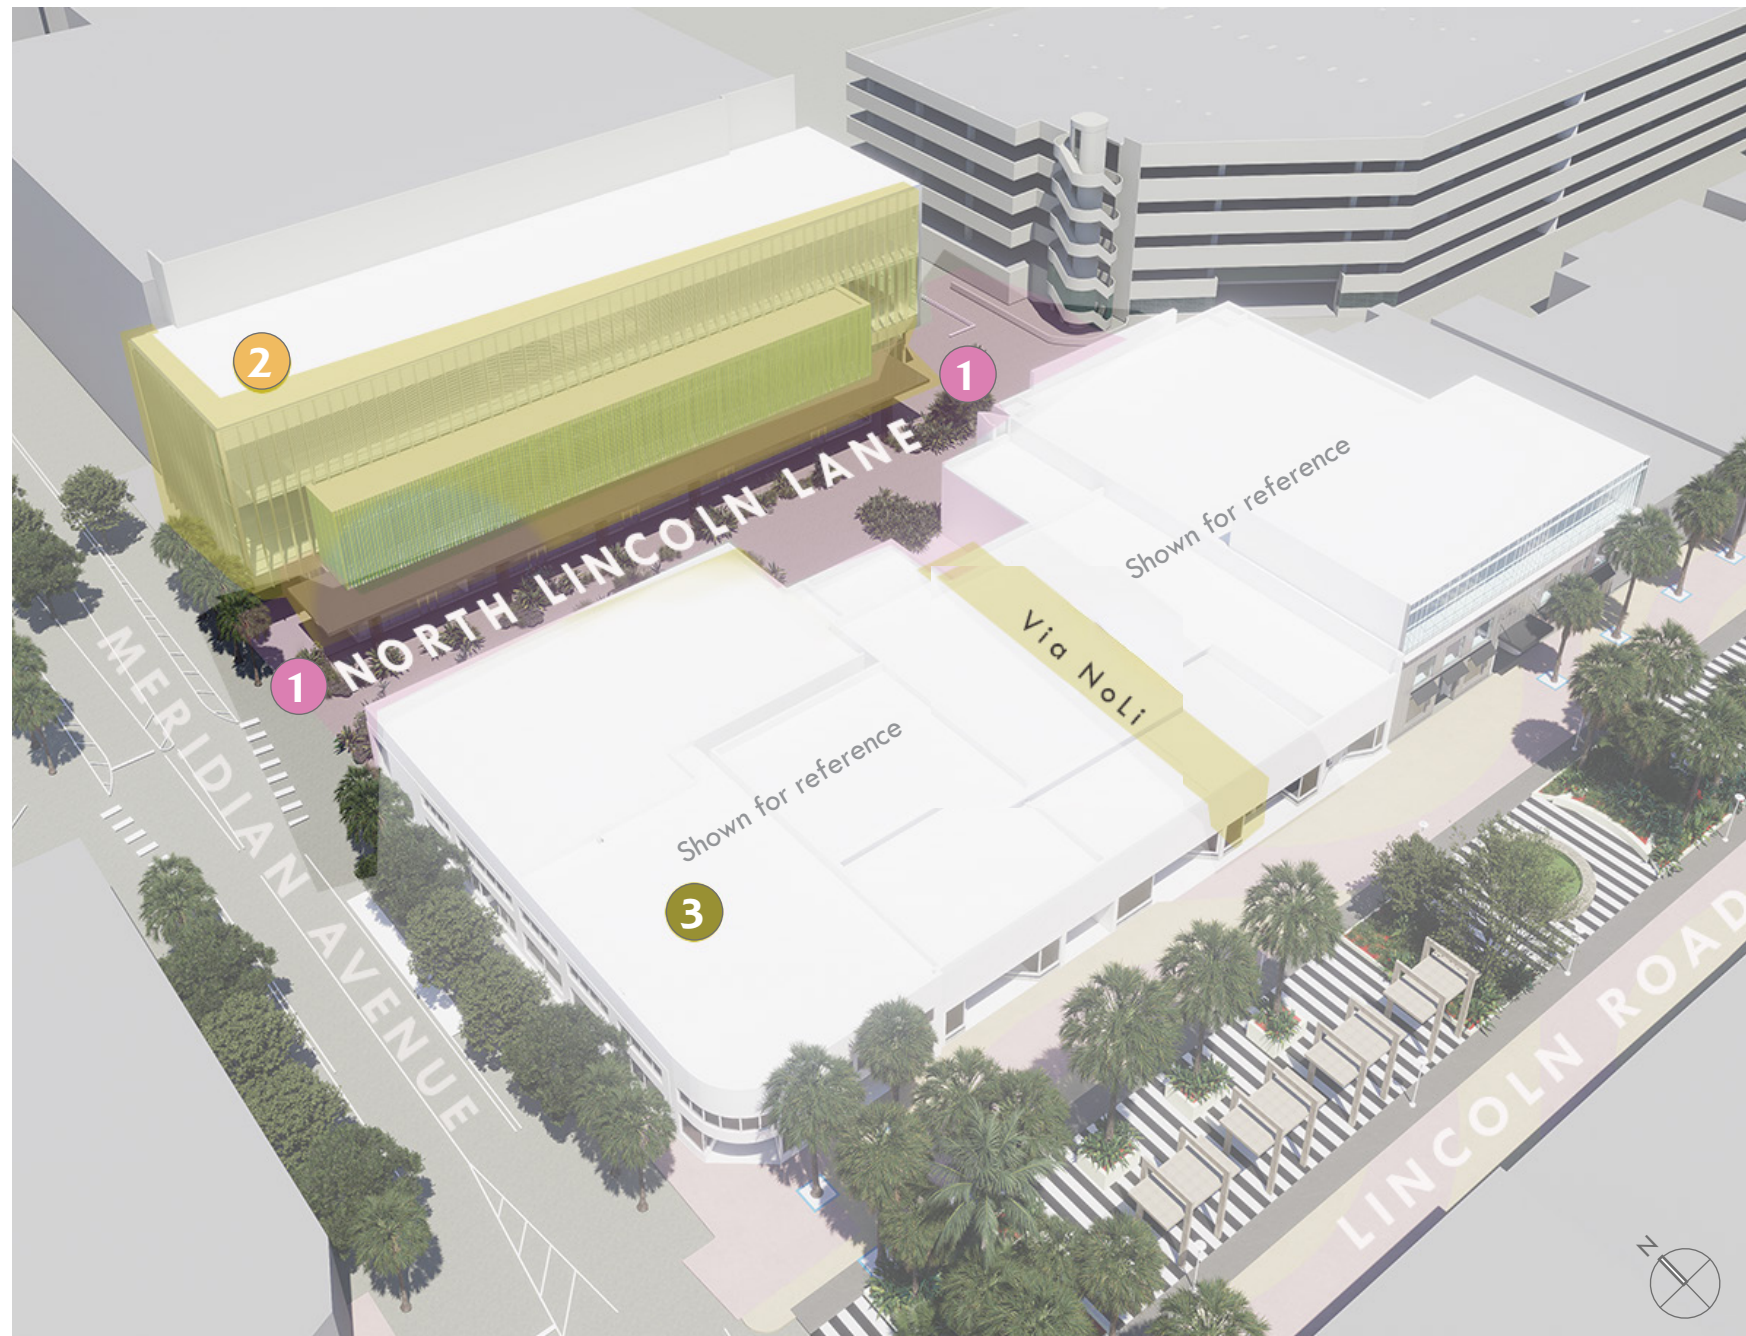 2
1
NORTH LINCOLN LANE
Shown for reference
Via NoLi
1
MERIDIAN AVENUE
Shown for reference
3
LINCOLN ROAD
N